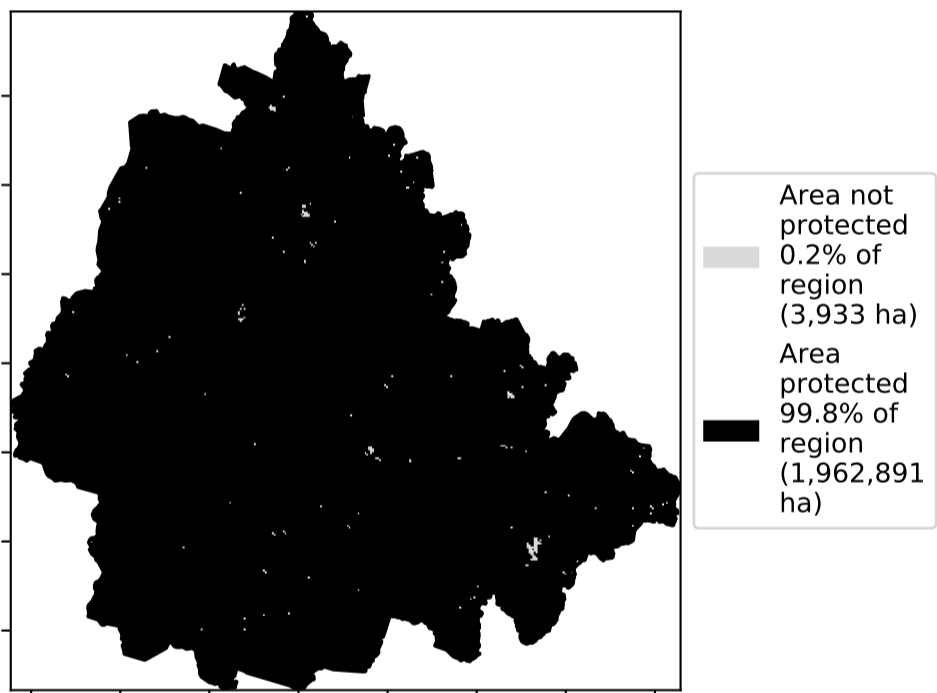 Area not
protected
0.2% of
region
(3,933 ha)
Area
protected
99.8% of
region
(1,962,891
ha)